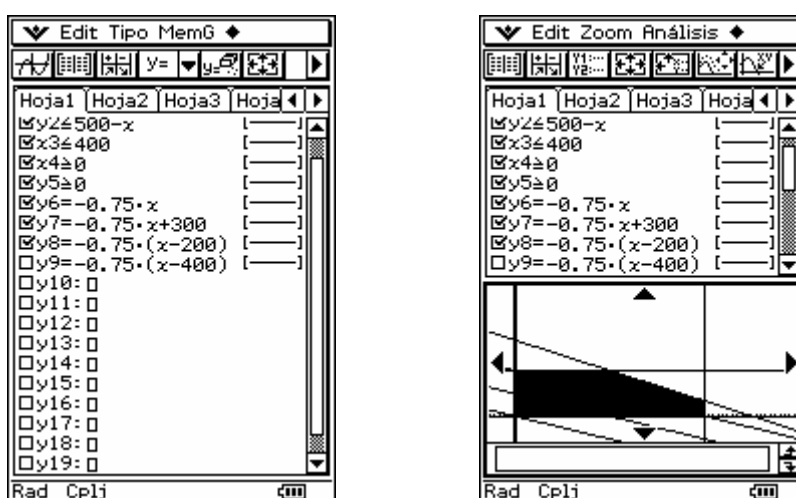 Edit Tipo MemG ◆
y=
Hoja1 Hoja2 Hoja3 Hoja
y2≤500-x
x3≤400
x4≥0
y5≥0
y6=-0.75·x
y7=-0.75·x+300
y8=-0.75·(x-200)
y9=-0.75·(x-400)
y10:
y11:
y12:
y13:
y14:
y15:
y16:
y17:
y18:
y19:
Rad Cplj
Edit Zoom Análisis ◆
Hoja1 Hoja2 Hoja3 Hoja
y2≤500-x
x3≤400
x4≥0
y5≥0
y6=-0.75·x
y7=-0.75·x+300
y8=-0.75·(x-200)
y9=-0.75·(x-400)
Rad Cplj